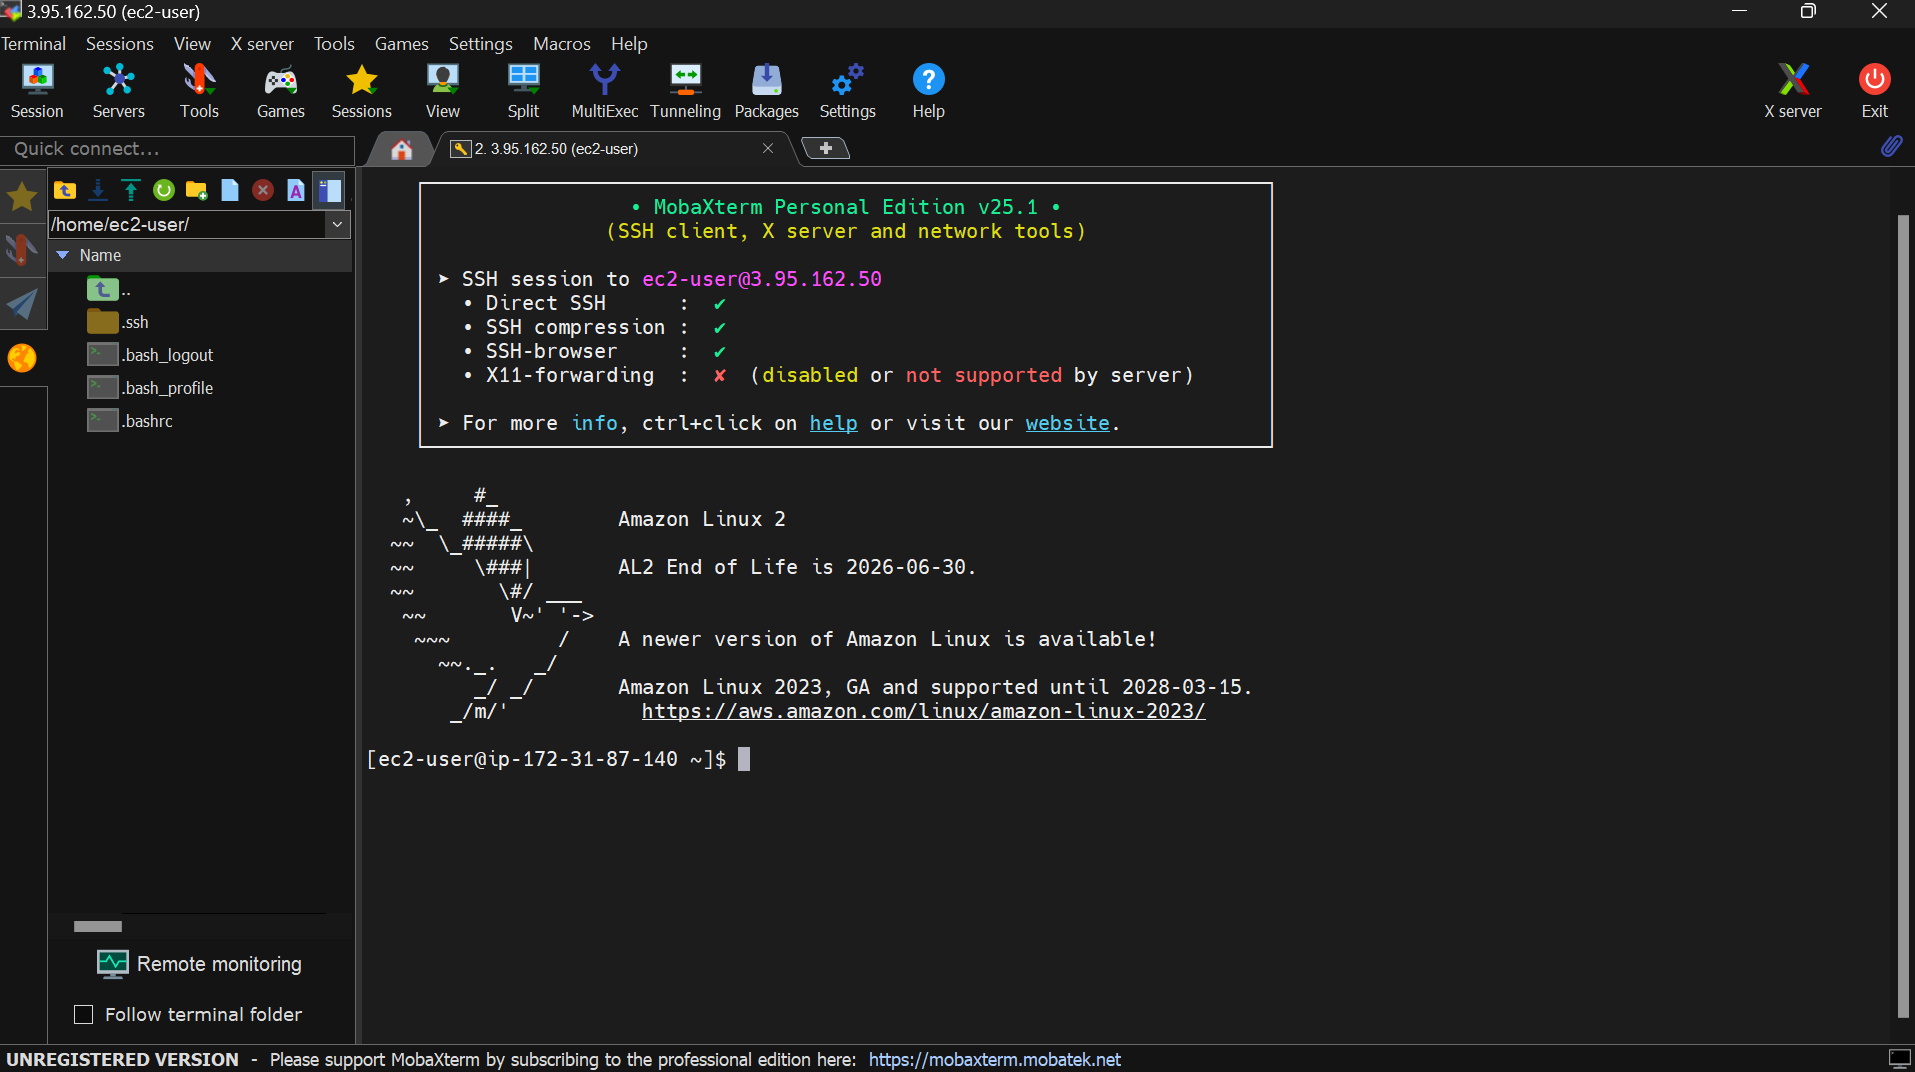 3.95.162.50 (ec2-user)
Terminal Sessions View X server Tools Games Settings Macros Help
Session Servers Tools Games Sessions View Split MultiExec Tunneling Packages Settings Help X server Exit
Quick connect...
2. 3.95.162.50 (ec2-user)
/home/ec2-user/
Name
..
.ssh
.bash_logout
.bash_profile
.bashrc
Remote monitoring
Follow terminal folder
• MobaXterm Personal Edition v25.1 •
(SSH client, X server and network tools)
➤ SSH session to ec2-user@3.95.162.50
• Direct SSH : ✔
• SSH compression : ✔
• SSH-browser : ✔
• X11-forwarding : ✘ (disabled or not supported by server)
➤ For more info, ctrl+click on help or visit our website.
   ,     #_
   ~\_  ####_        Amazon Linux 2
  ~~  \_#####\
  ~~     \###|       AL2 End of Life is 2026-06-30.
  ~~       \#/ ___
   ~~       V~' '->
    ~~~         /    A newer version of Amazon Linux is available!
      ~~._.   _/
         _/ _/       Amazon Linux 2023, GA and supported until 2028-03-15.
       _/m/'           https://aws.amazon.com/linux/amazon-linux-2023/
[ec2-user@ip-172-31-87-140 ~]$
UNREGISTERED VERSION - Please support MobaXterm by subscribing to the professional edition here: https://mobaxterm.mobatek.net